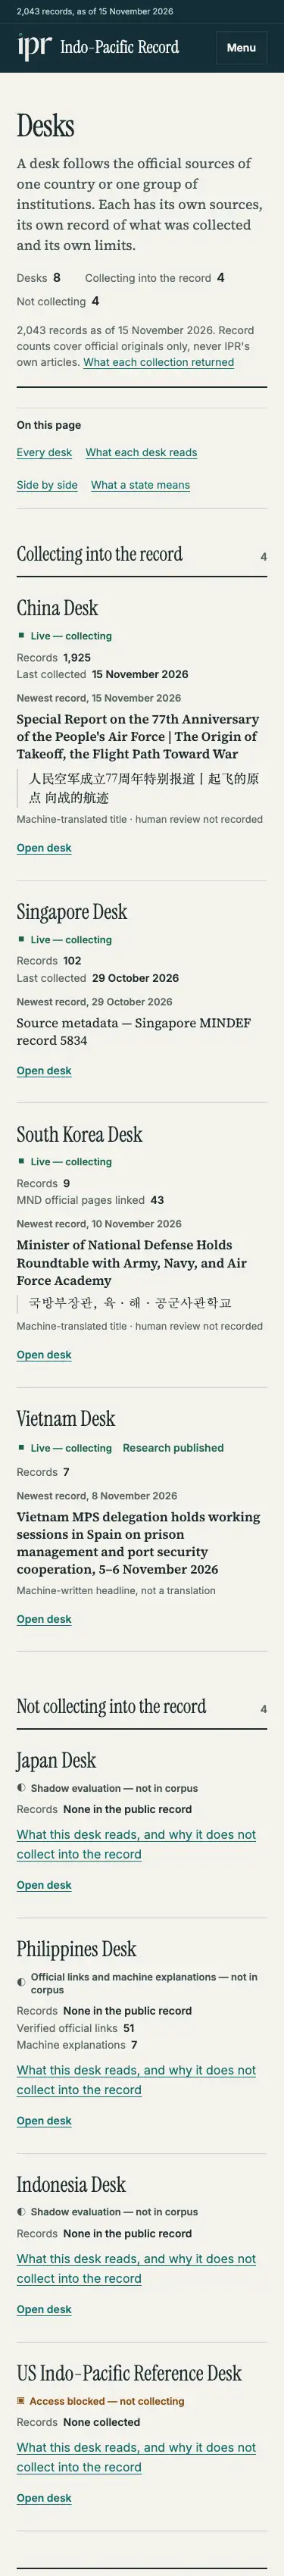 2,043 records, as of 15 November 2026
ipr Indo-Pacific Record
Menu
Desks
A desk follows the official sources of
one country or one group of
institutions. Each has its own sources,
its own record of what was collected
and its own limits.
Desks 8 Collecting into the record 4
Not collecting 4
2,043 records as of 15 November 2026. Record
counts cover official originals only, never IPR's
own articles. What each collection returned
On this page
Every desk What each desk reads
Side by side What a state means
Collecting into the record 4
China Desk
Live — collecting
Records 1,925
Last collected 15 November 2026
Newest record, 15 November 2026
Special Report on the 77th Anniversary
of the People's Air Force | The Origin of
Takeoff, the Flight Path Toward War
人民空军成立77周年特别报道丨起飞的原
点 向战的航迹
Machine-translated title · human review not recorded
Open desk
Singapore Desk
Live — collecting
Records 102
Last collected 29 October 2026
Newest record, 29 October 2026
Source metadata — Singapore MINDEF
record 5834
Open desk
South Korea Desk
Live — collecting
Records 9
MND official pages linked 43
Newest record, 10 November 2026
Minister of National Defense Holds
Roundtable with Army, Navy, and Air
Force Academy
국방부장관, 육·해·공군사관학교
Machine-translated title · human review not recorded
Open desk
Vietnam Desk
Live — collecting Research published
Records 7
Newest record, 8 November 2026
Vietnam MPS delegation holds working
sessions in Spain on prison
management and port security
cooperation, 5–6 November 2026
Machine-written headline, not a translation
Open desk
Not collecting into the record 4
Japan Desk
Shadow evaluation — not in corpus
Records None in the public record
What this desk reads, and why it does not
collect into the record
Open desk
Philippines Desk
Official links and machine explanations — not in
corpus
Records None in the public record
Verified official links 51
Machine explanations 7
What this desk reads, and why it does not
collect into the record
Open desk
Indonesia Desk
Shadow evaluation — not in corpus
Records None in the public record
What this desk reads, and why it does not
collect into the record
Open desk
US Indo-Pacific Reference Desk
Access blocked — not collecting
Records None collected
What this desk reads, and why it does not
collect into the record
Open desk